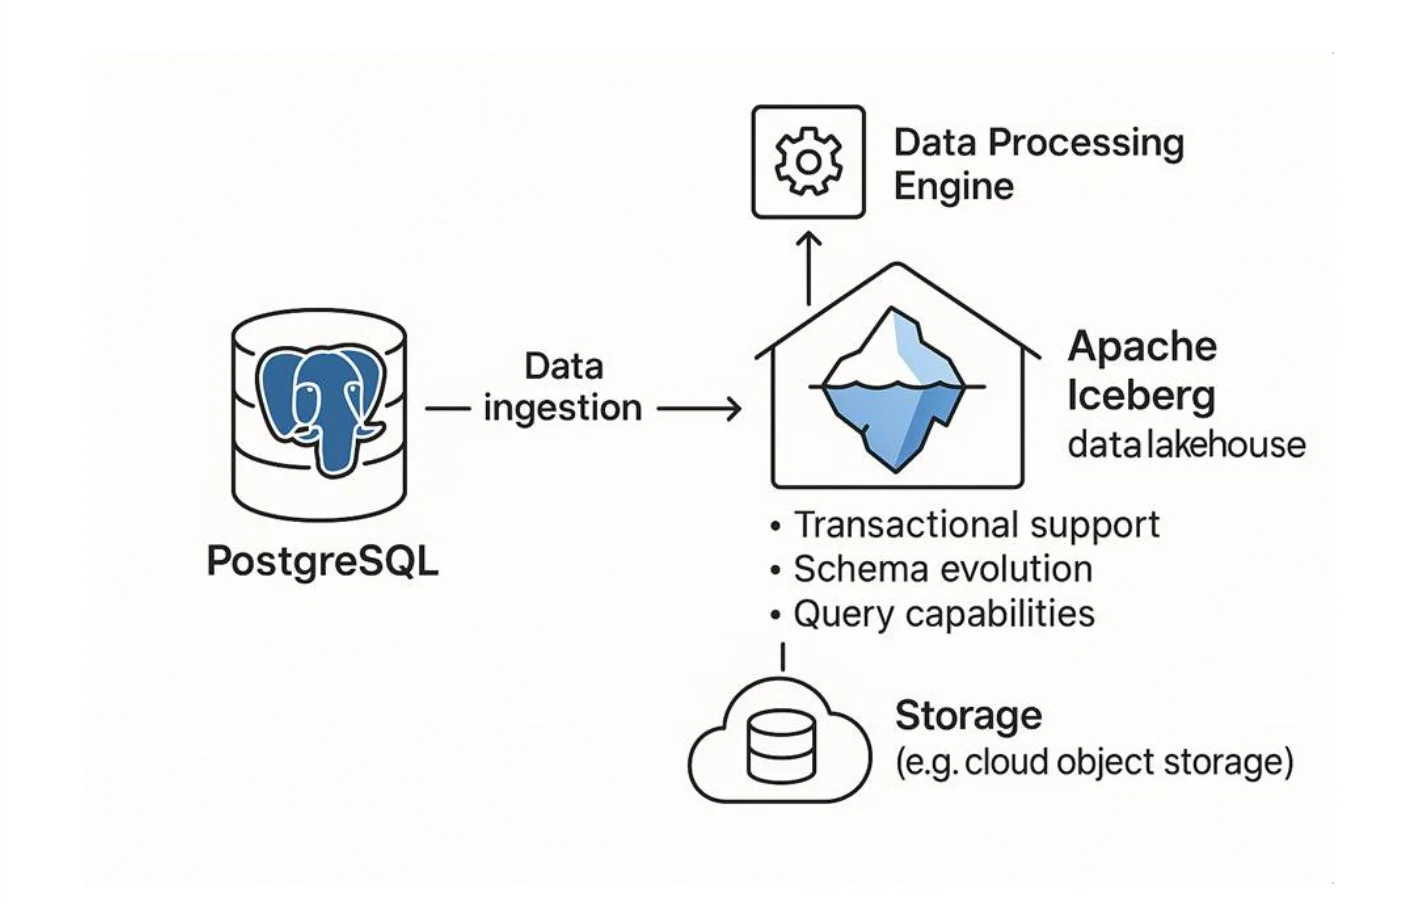 Data Processing
Engine
Data
ingestion
PostgreSQL
Apache
Iceberg
data lakehouse
• Transactional support
• Schema evolution
• Query capabilities
Storage
(e.g. cloud object storage)